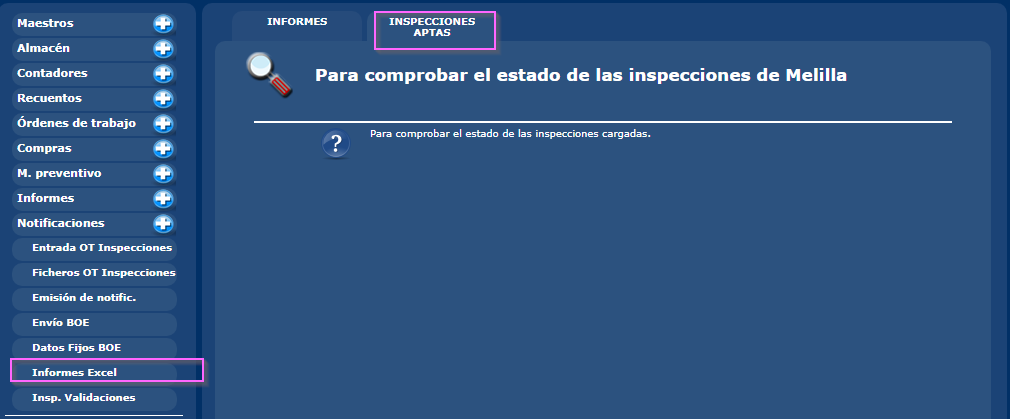 Maestros
Almacén
Contadores
Recuentos
Órdenes de trabajo
Compras
M. preventivo
Informes
Notificaciones
Entrada OT Inspecciones
Ficheros OT Inspecciones
Emisión de notific.
Envío BOE
Datos Fijos BOE
Informes Excel
Insp. Validaciones
INFORMES
INSPECCIONES
APTAS
Para comprobar el estado de las inspecciones de Melilla
?
Para comprobar el estado de las inspecciones cargadas.